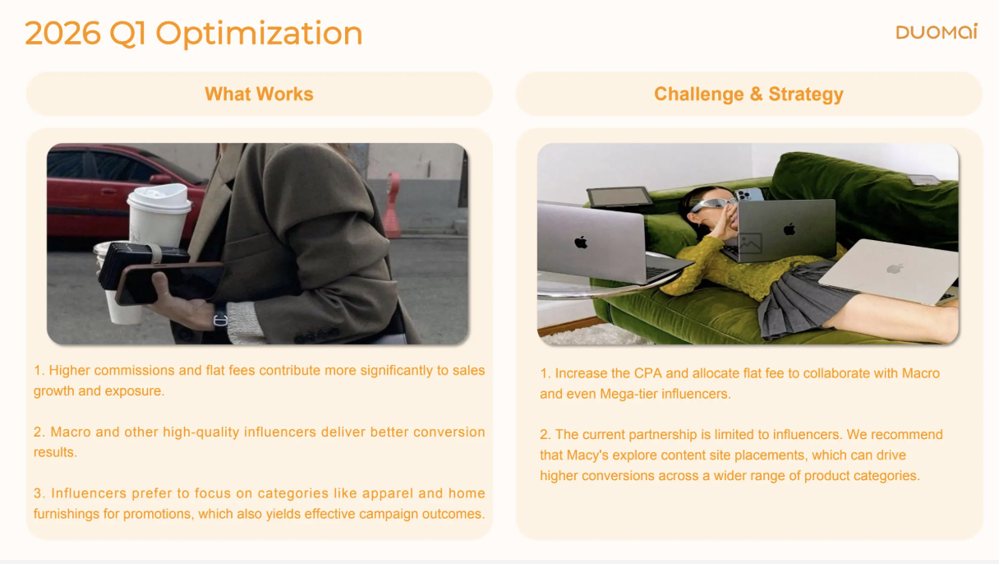 2026 Q1 Optimization
DUOMAI
What Works
Challenge & Strategy
1. Higher commissions and flat fees contribute more significantly to sales
growth and exposure.
2. Macro and other high-quality influencers deliver better conversion
results.
3. Influencers prefer to focus on categories like apparel and home
furnishings for promotions, which also yields effective campaign outcomes.
1. Increase the CPA and allocate flat fee to collaborate with Macro
and even Mega-tier influencers.
2. The current partnership is limited to influencers. We recommend
that Macy's explore content site placements, which can drive
higher conversions across a wider range of product categories.